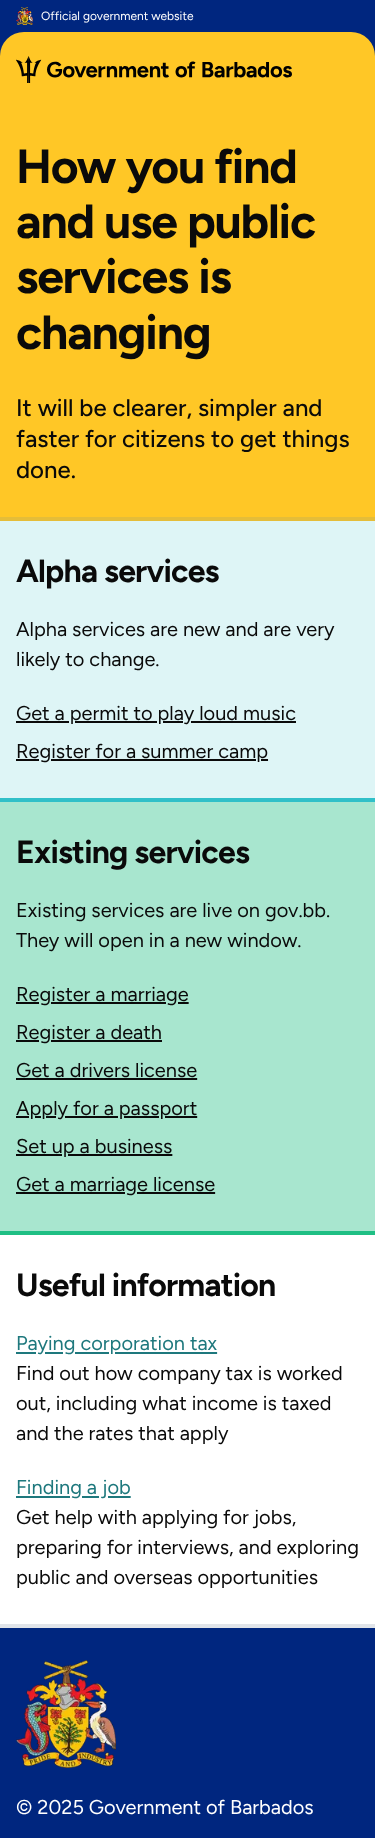 Official government website
Government of Barbados
How you find
and use public
services is
changing
It will be clearer, simpler and
faster for citizens to get things
done.
Alpha services
Alpha services are new and are very
likely to change.
Get a permit to play loud music
Register for a summer camp
Existing services
Existing services are live on gov.bb.
They will open in a new window.
Register a marriage
Register a death
Get a drivers license
Apply for a passport
Set up a business
Get a marriage license
Useful information
Paying corporation tax
Find out how company tax is worked
out, including what income is taxed
and the rates that apply
Finding a job
Get help with applying for jobs,
preparing for interviews, and exploring
public and overseas opportunities
PRIDE AND INDUSTRY
© 2025 Government of Barbados